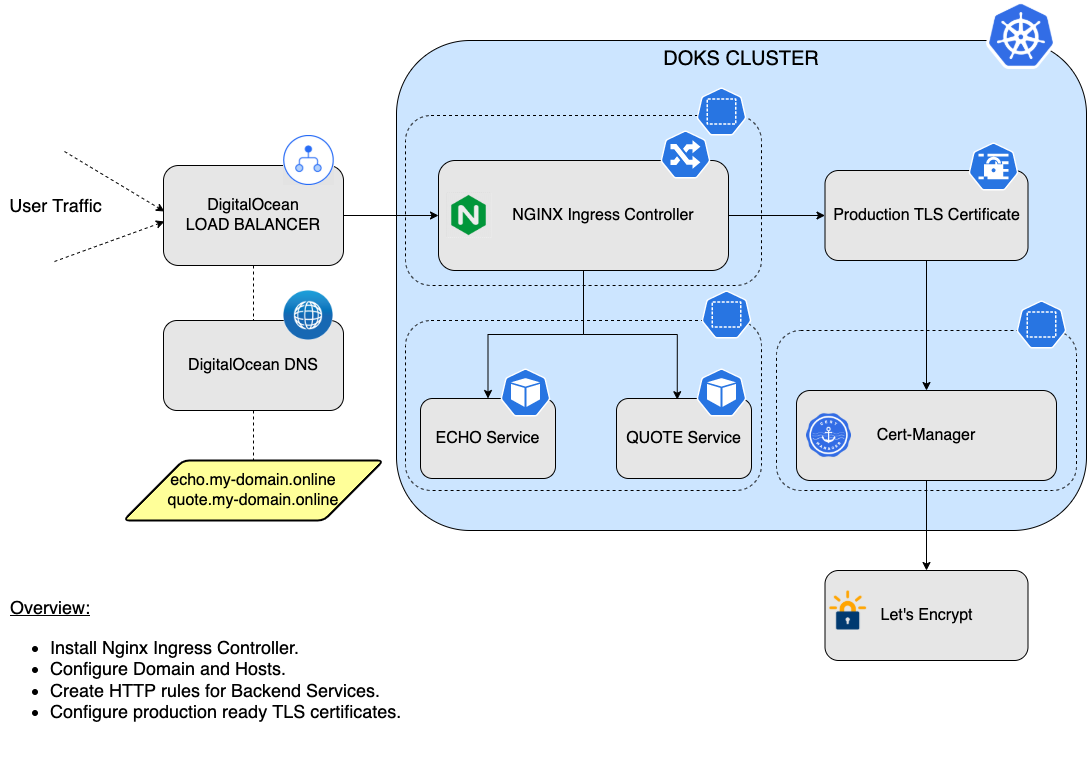 DOKS CLUSTER
User Traffic
DigitalOcean
LOAD BALANCER
NGINX Ingress Controller
Production TLS Certificate
DigitalOcean DNS
echo.my-domain.online
quote.my-domain.online
ECHO Service
QUOTE Service
CERT
MANAGER
Cert-Manager
Let's Encrypt
Overview:
• Install Nginx Ingress Controller.
• Configure Domain and Hosts.
• Create HTTP rules for Backend Services.
• Configure production ready TLS certificates.